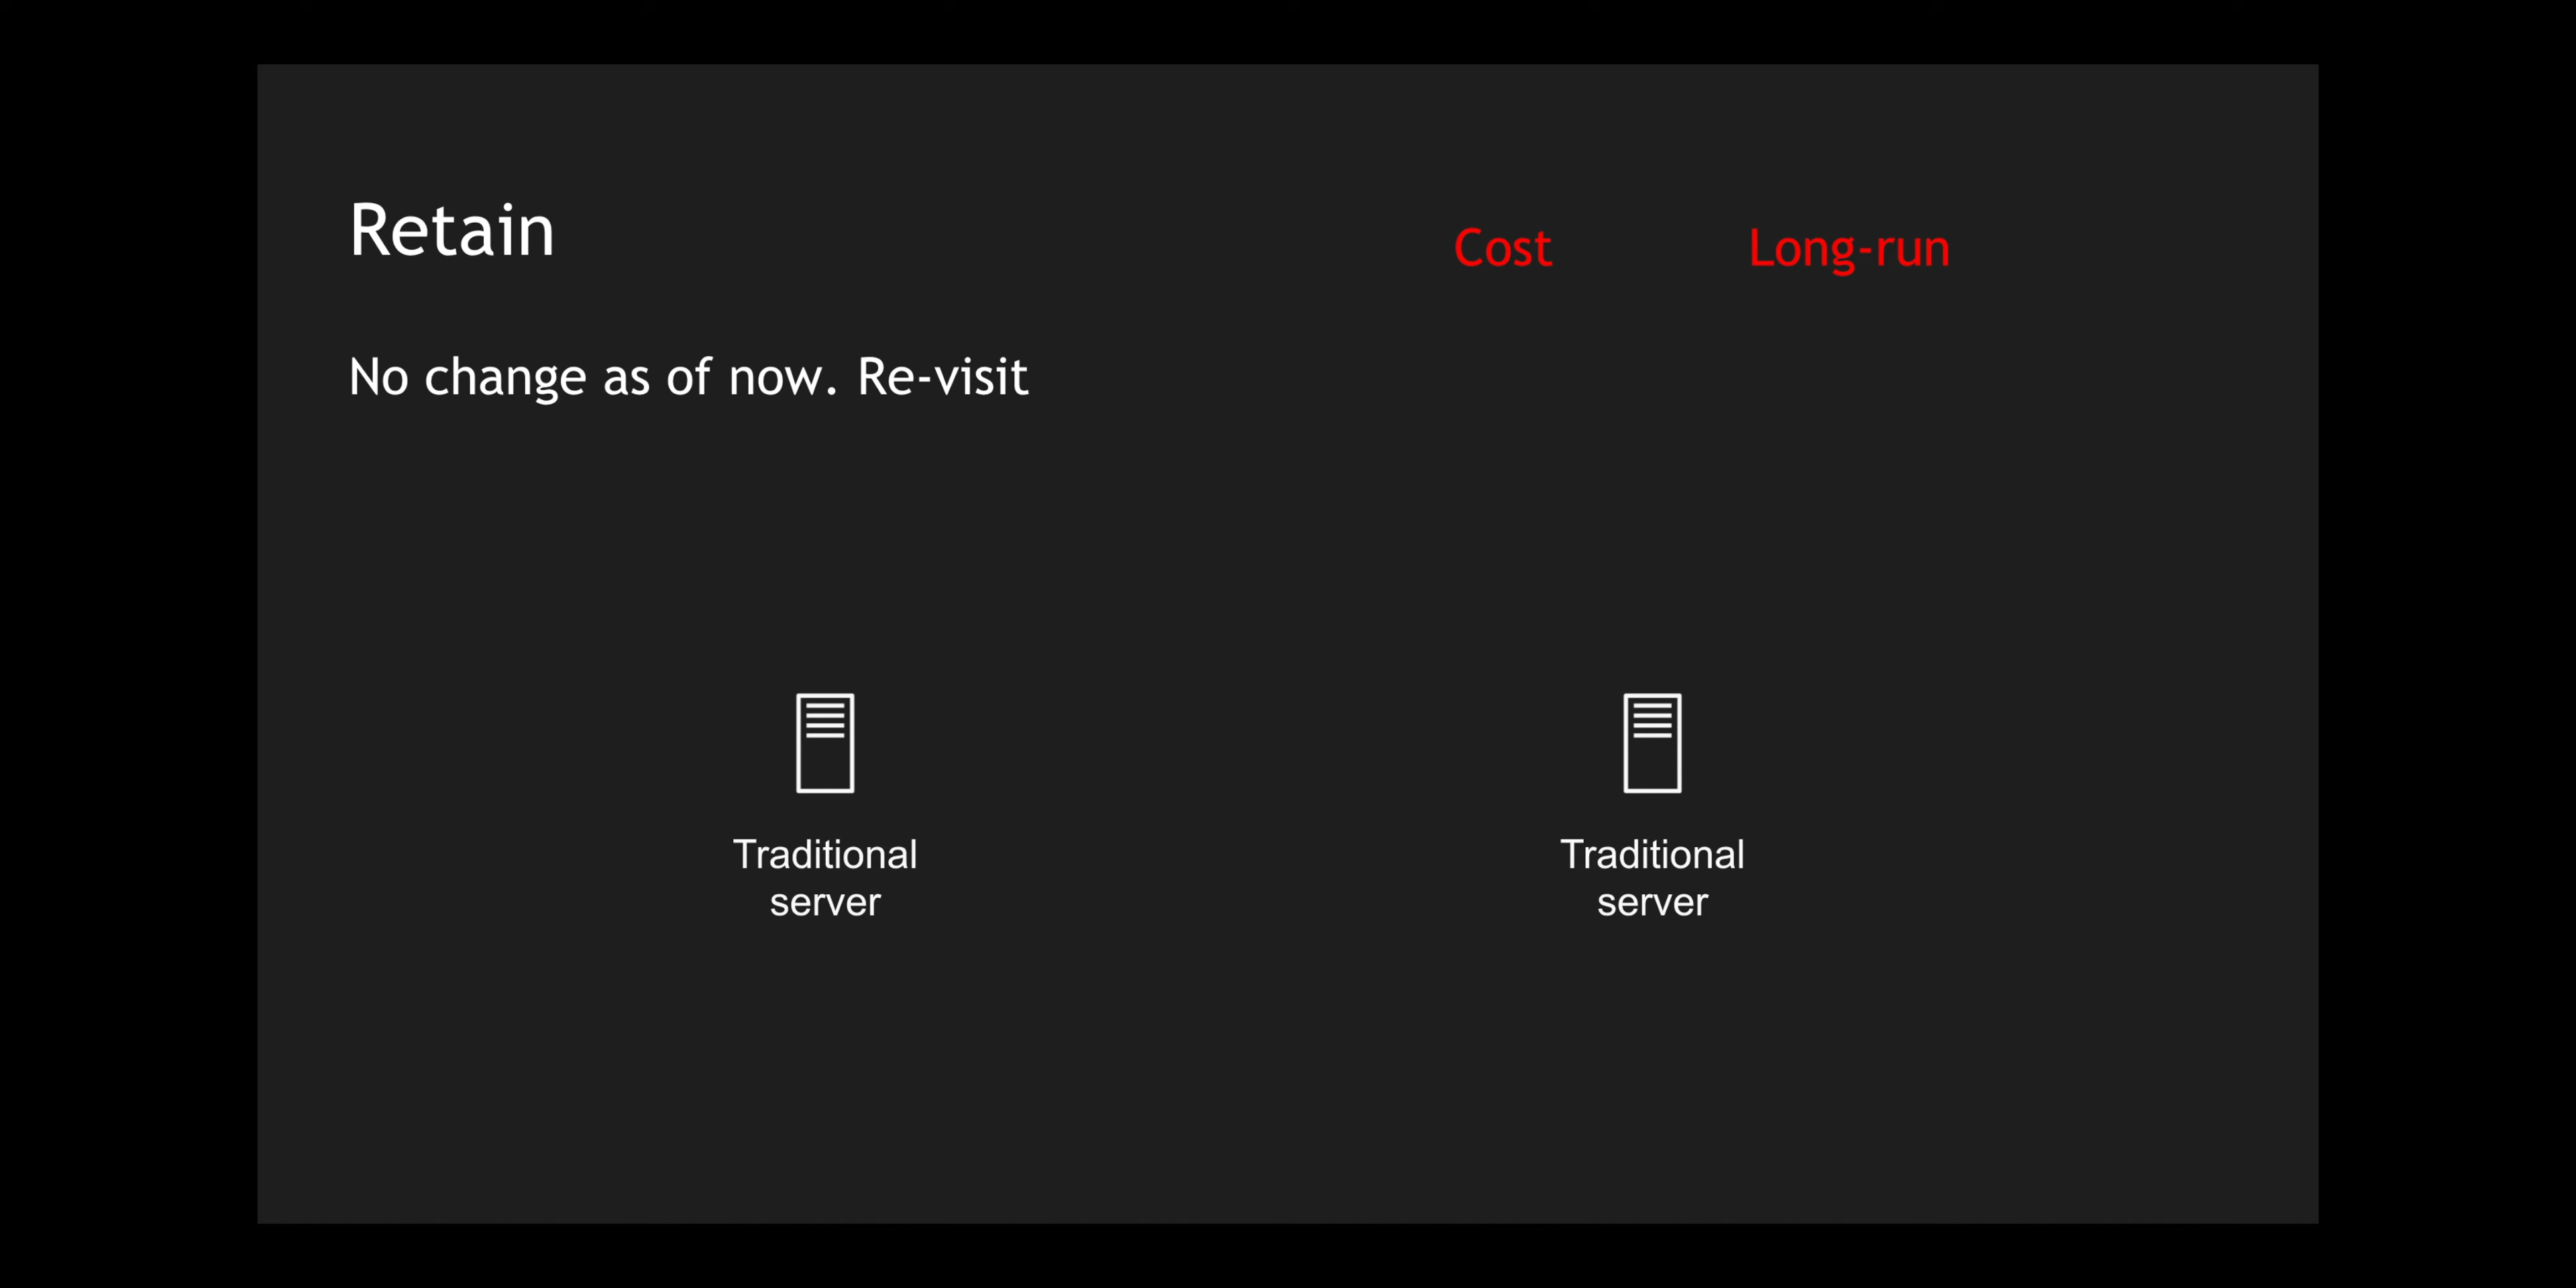 Retain
Cost
Long-run
No change as of now. Re-visit
Traditional
server
Traditional
server